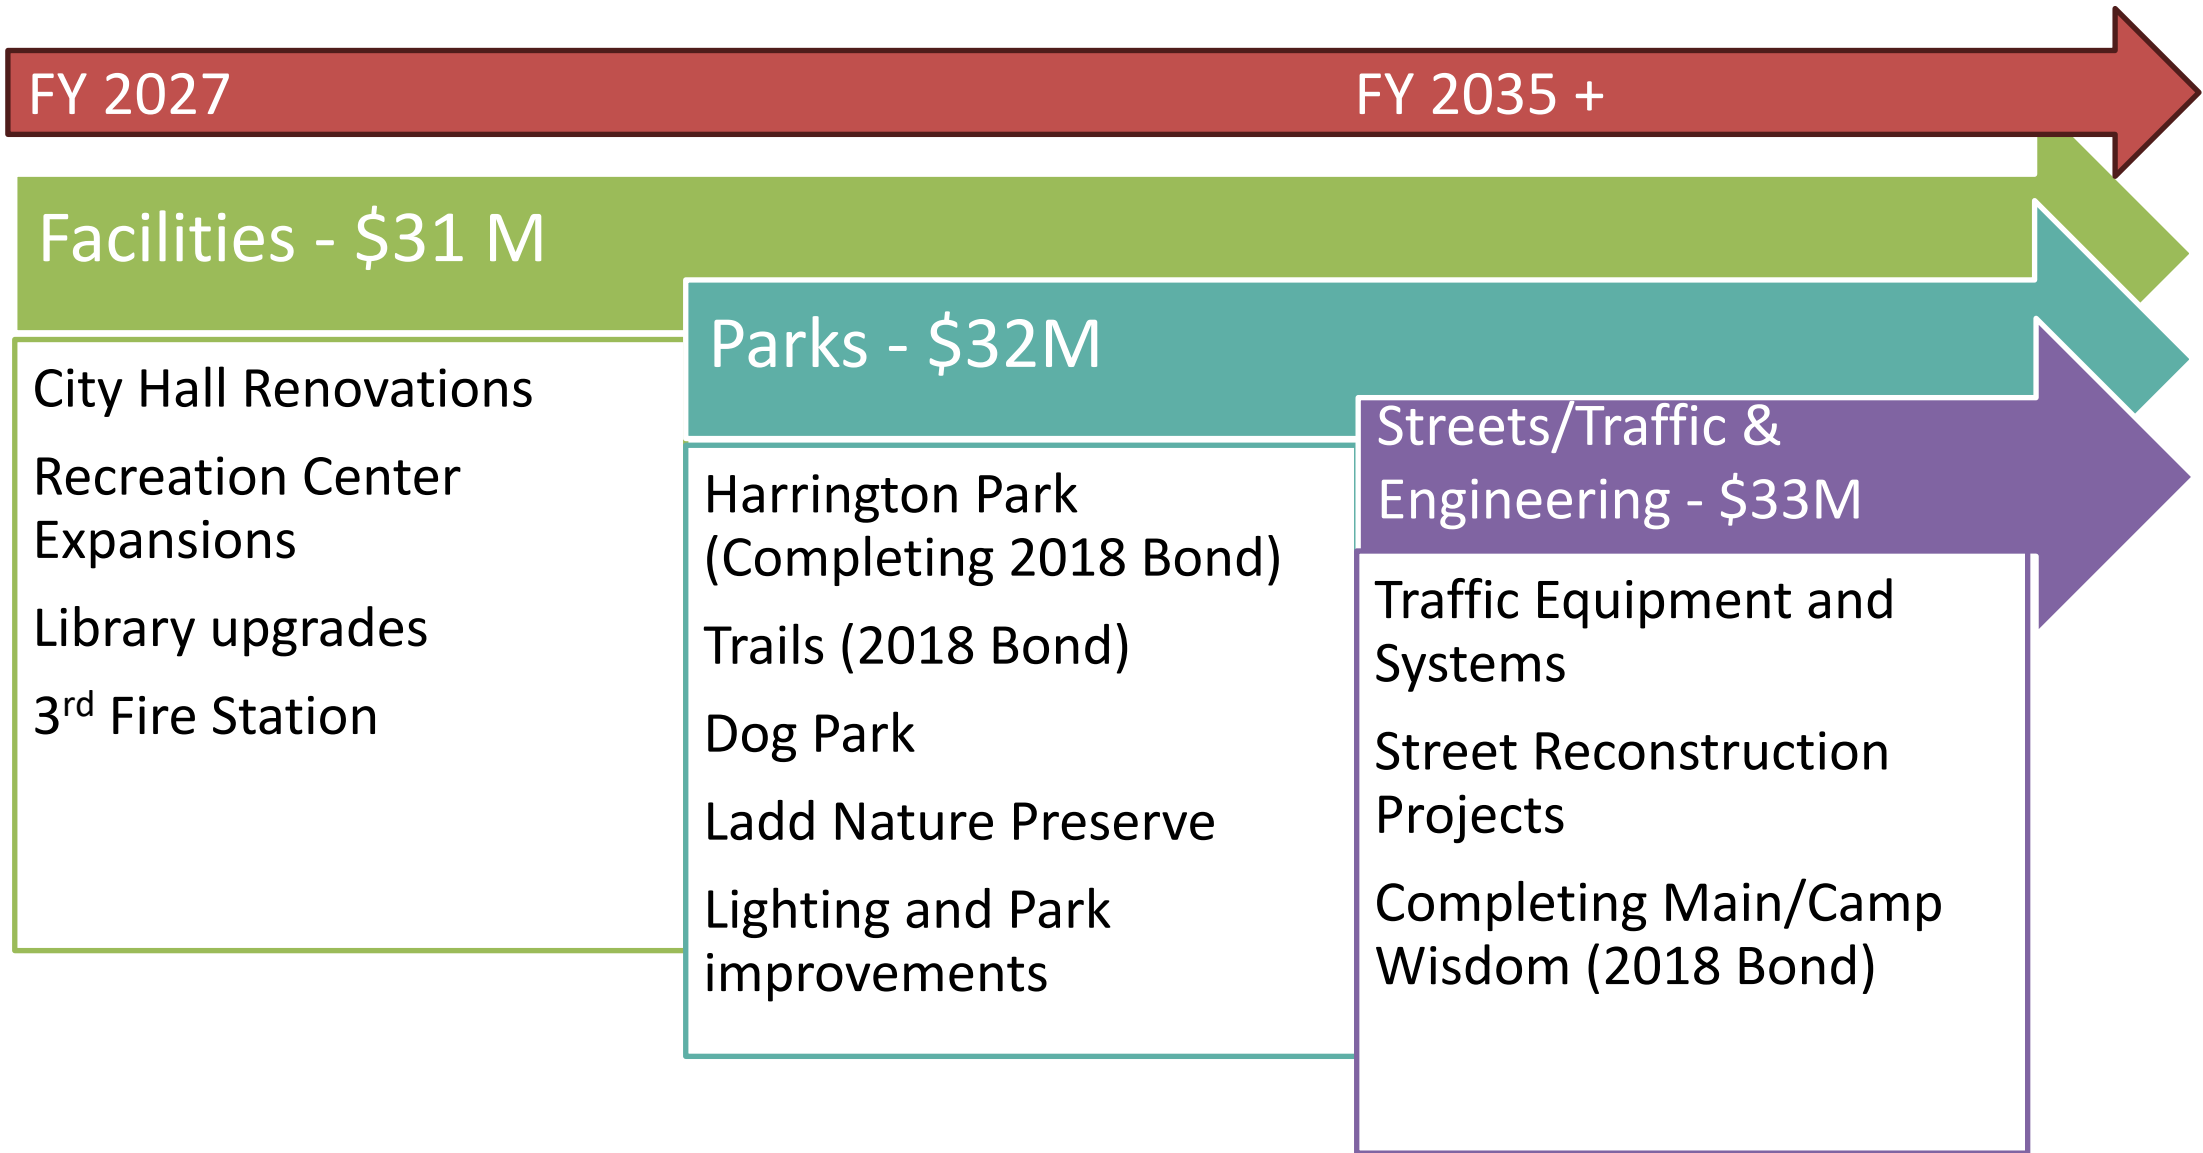 FY 2027
FY 2035 +
Facilities - $31 M
City Hall Renovations
Recreation Center
Expansions
Library upgrades
3rd Fire Station
Parks - $32M
Harrington Park
(Completing 2018 Bond)
Trails (2018 Bond)
Dog Park
Ladd Nature Preserve
Lighting and Park
improvements
Streets/Traffic &
Engineering - $33M
Traffic Equipment and
Systems
Street Reconstruction
Projects
Completing Main/Camp
Wisdom (2018 Bond)